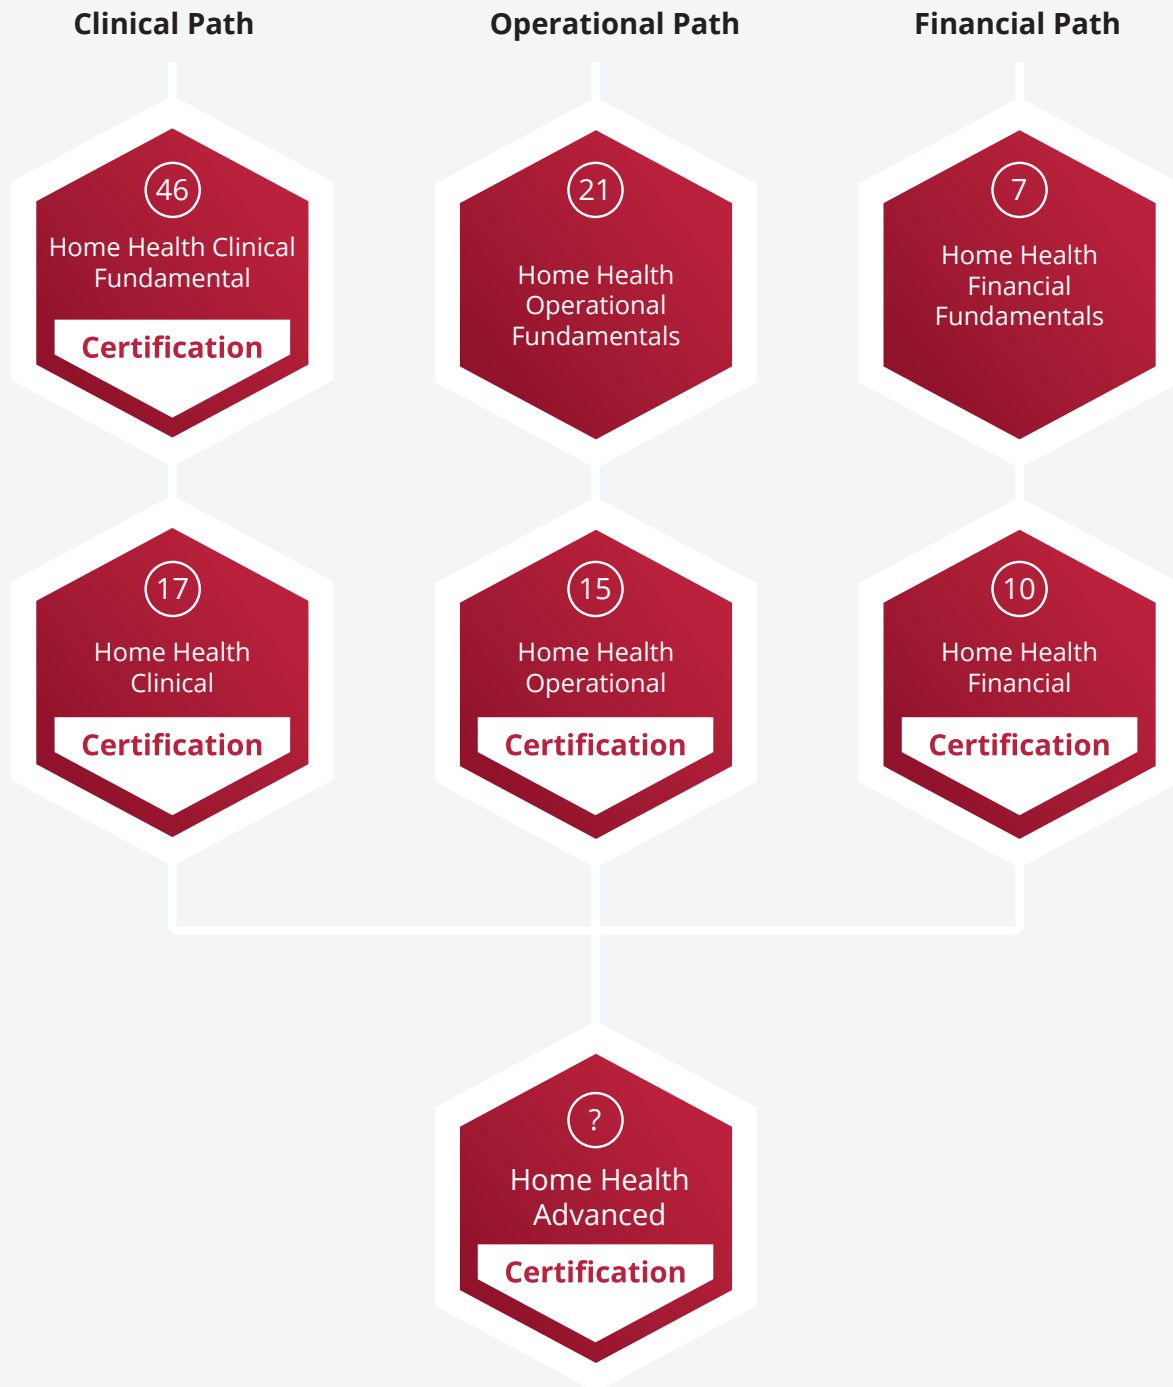 Clinical Path
Operational Path
Financial Path
46
Home Health Clinical
Fundamental
Certification
21
Home Health
Operational
Fundamentals
7
Home Health
Financial
Fundamentals
17
Home Health
Clinical
Certification
15
Home Health
Operational
Certification
10
Home Health
Financial
Certification
?
Home Health
Advanced
Certification